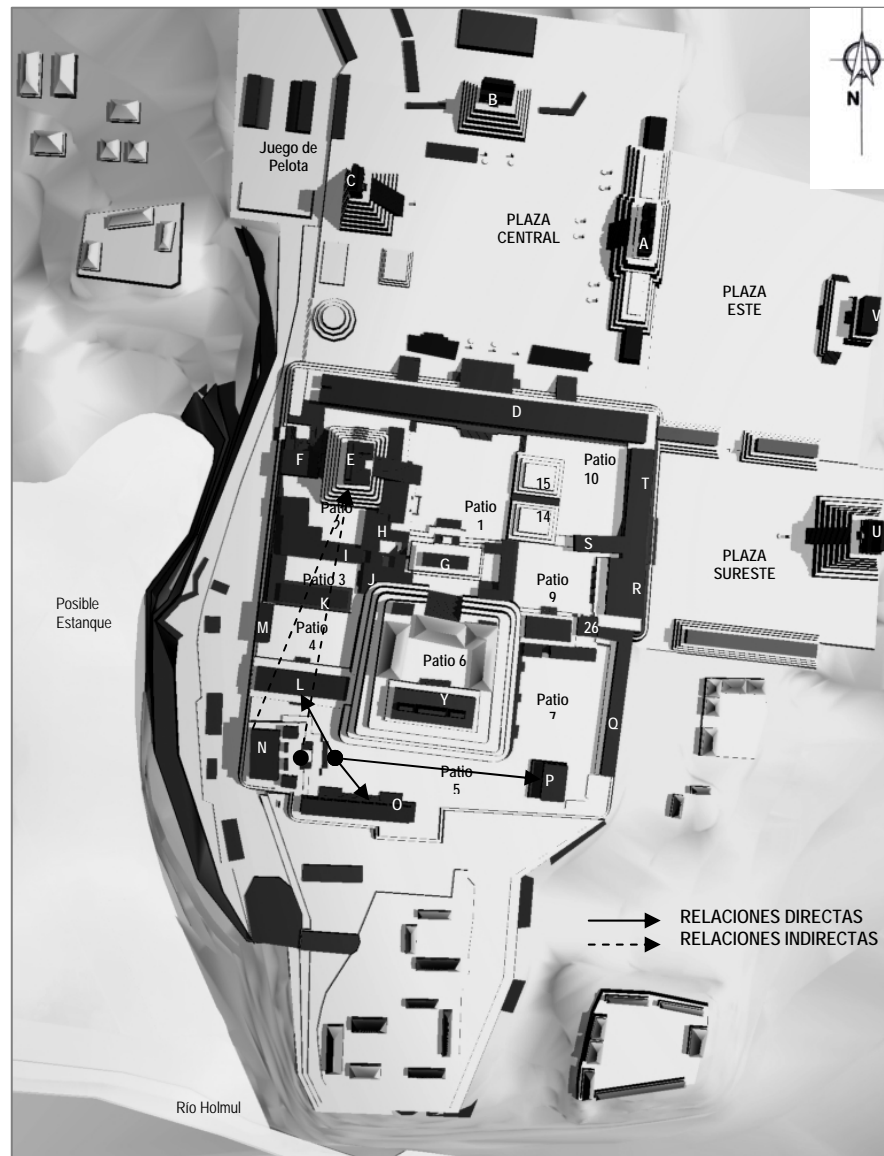 N
B
Juego de
Pelota
C
PLAZA
CENTRAL
A
PLAZA
ESTE
V
D
F
E
Patio
10
15
T
Patio
2
Patio
1
14
H
S
U
I
G
PLAZA
SURESTE
Patio 3
J
Patio
9
R
K
Posible
Estanque
M
Patio
4
26
Patio 6
L
Y
Patio
7
Q
N
Patio
5
P
O
RELACIONES DIRECTAS
RELACIONES INDIRECTAS
Río Holmul